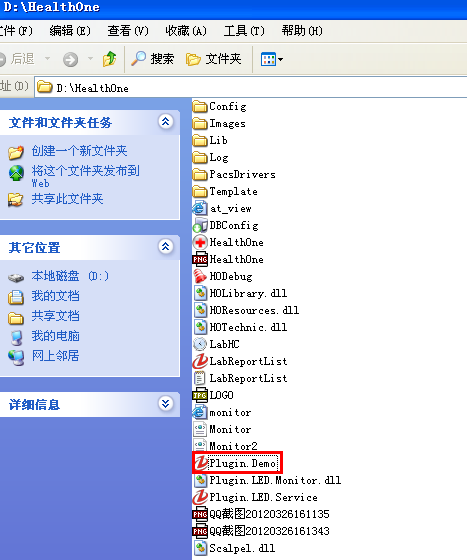 D:\HealthOne
文件(F) 编辑(E) 查看(V) 收藏(A) 工具(T) 帮助(H)
后退 搜索 文件夹
址(D) D:\HealthOne
文件和文件夹任务
创建一个新文件夹
将这个文件夹发布到
Web
共享此文件夹
其它位置
本地磁盘 (D:)
我的文档
共享文档
我的电脑
网上邻居
详细信息
Config
Images
Lib
Log
PacsDrivers
Template
at_view
DBConfig
HealthOne
HealthOne
HODebug
HOLibrary.dll
HOResources.dll
HOTechnic.dll
LabHC
LabReportList
LabReportList
LOGO
monitor
Monitor
Monitor2
Plugin.Demo
Plugin.LED.Monitor.dll
Plugin.LED.Service
QQ截图20120326161135
QQ截图20120326161343
Scalpel.dll